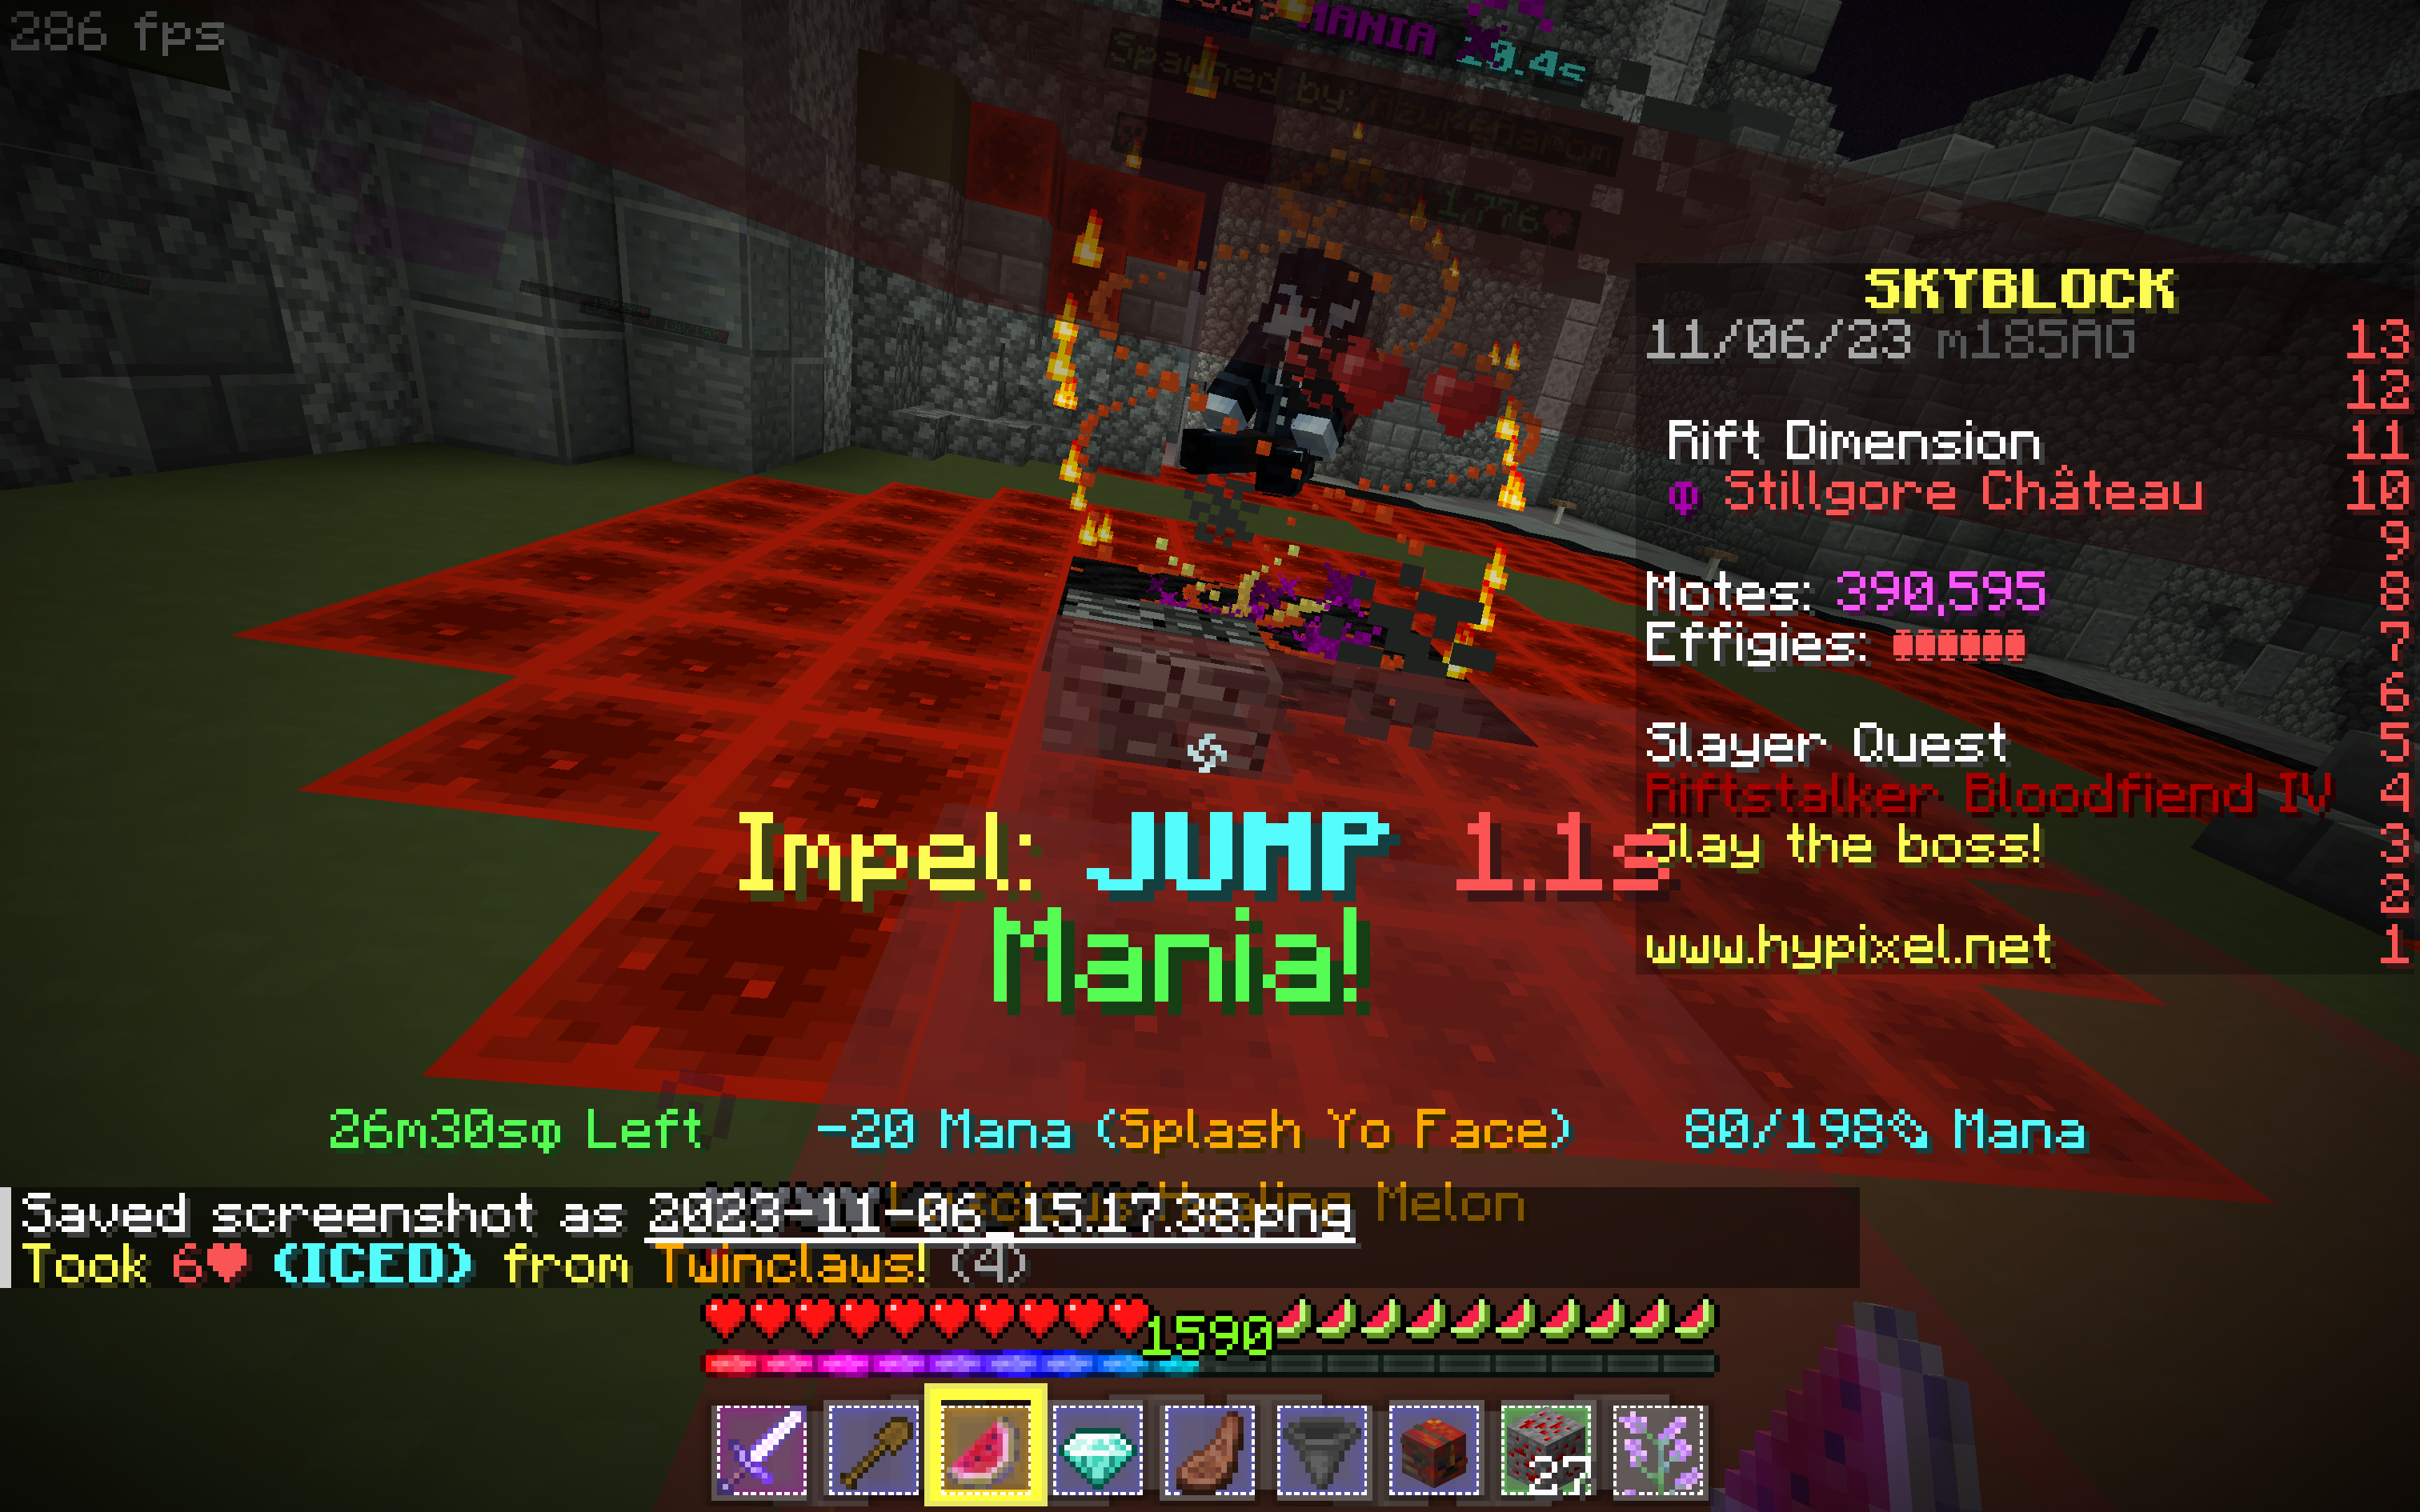 286 fps
MANIA 10.4s
Spawned by: AzureAaron
1,776❤
SKYBLOCK
11/06/23 m185AG 13
12
Rift Dimension 11
ф Stillgore Château 10
9
Motes: 390,595 8
Effigies: 7
6
Slayer Quest 5
Riftstalker Bloodfiend IV 4
Slay the boss! 3
2
www.hypixel.net 1
Impel: JUMP 1.1s
Mania!
26m30sф Left -20 Mana (Splash Yo Face) 80/198✎ Mana
Healing Melon
Saved screenshot as 2023-11-06_15.17.38.png
Took 6❤ (ICED) from Twinclaws! (4)
1590
27